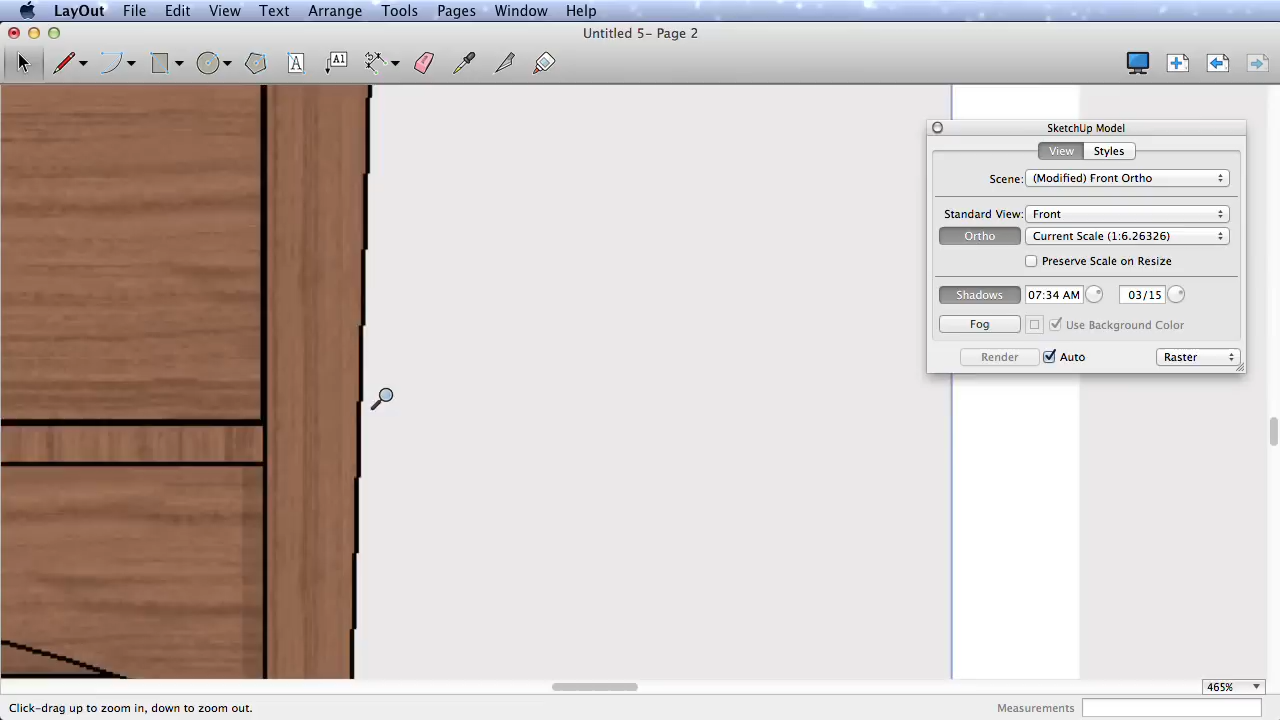 LayOut File Edit View Text Arrange Tools Pages Window Help
Untitled 5– Page 2
A A1
SketchUp Model
View Styles
Scene: (Modified) Front Ortho
Standard View: Front
Ortho Current Scale (1:6.26326)
Preserve Scale on Resize
Shadows 07:34 AM 03/15
Fog Use Background Color
Render Auto Raster
465%
Click-drag up to zoom in, down to zoom out. Measurements